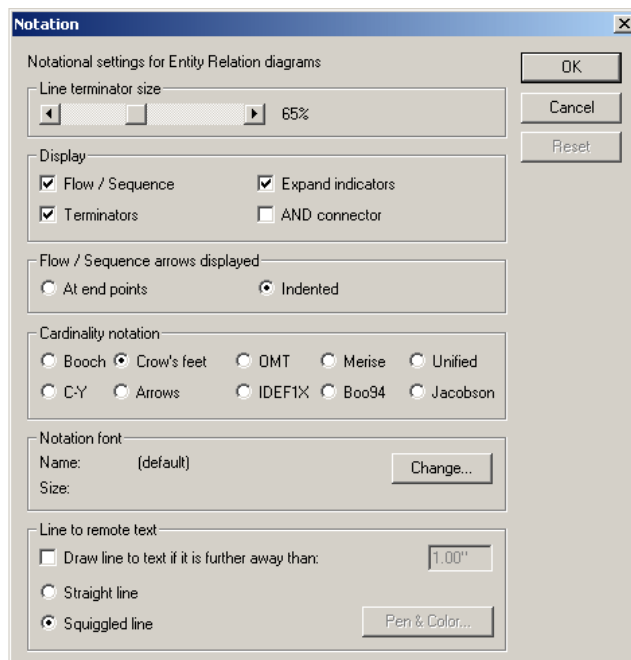 Notation
Notational settings for Entity Relation diagrams
OK
Line terminator size
65%
Cancel
Reset
Display
Flow / Sequence
Expand indicators
Terminators
AND connector
Flow / Sequence arrows displayed
At end points
Indented
Cardinality notation
Booch Crow's feet OMT Merise Unified
C-Y Arrows IDEF1X Boo94 Jacobson
Notation font
Name: (default)
Change...
Size:
Line to remote text
Draw line to text if it is further away than: 1.00"
Straight line
Squiggled line
Pen & Color...